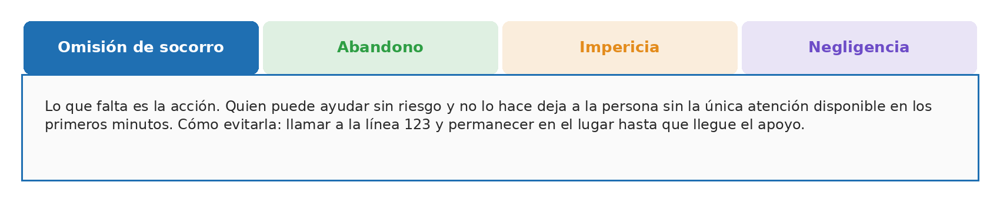 Omisión de socorro
Abandono
Impericia
Negligencia
Lo que falta es la acción. Quien puede ayudar sin riesgo y no lo hace deja a la persona sin la única atención disponible en los
primeros minutos. Cómo evitarla: llamar a la línea 123 y permanecer en el lugar hasta que llegue el apoyo.